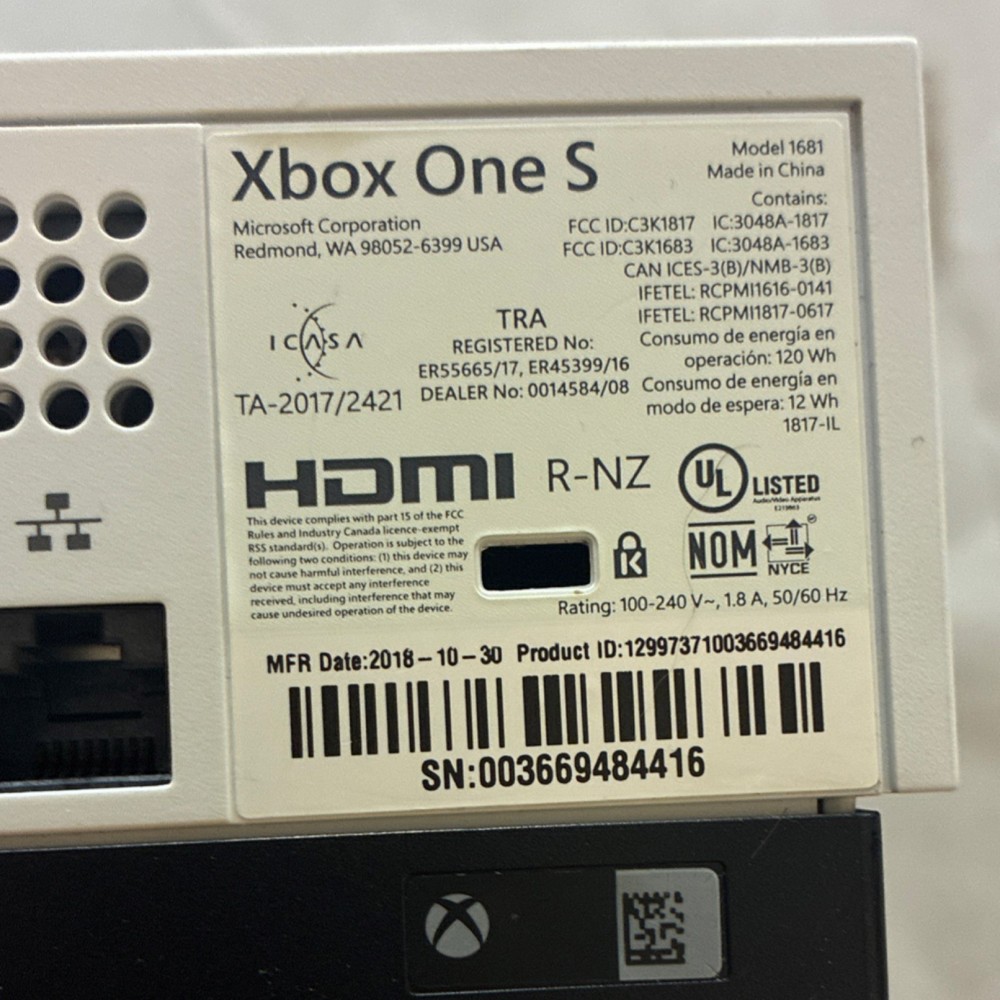 Xbox One S
Model 1681
Made in China
Microsoft Corporation
Redmond, WA 98052-6399 USA
Contains:
FCC ID:C3K1817 IC:3048A-1817
FCC ID:C3K1683 IC:3048A-1683
CAN ICES-3(B)/NMB-3(B)
IFETEL: RCPMI1616-0141
IFETEL: RCPMI1817-0617
Consumo de energía en
operación: 120 Wh
Consumo de energía en
modo de espera: 12 Wh
1817-IL
ICASA
TA-2017/2421
TRA
REGISTERED No:
ER55665/17, ER45399/16
DEALER No: 0014584/08
HDMI R-NZ
UL LISTED
Audio/Video Apparatus
This device complies with part 15 of the FCC
Rules and Industry Canada licence-exempt
RSS standard(s). Operation is subject to the
following two conditions: (1) this device may
not cause harmful interference, and (2) this
device must accept any interference
received, including interference that may
cause undesired operation of the device.
K
NOM
NYCE
Rating: 100-240 V~, 1.8 A, 50/60 Hz
MFR Date:2018-10-30 Product ID:12997371003669484416
SN:003669484416